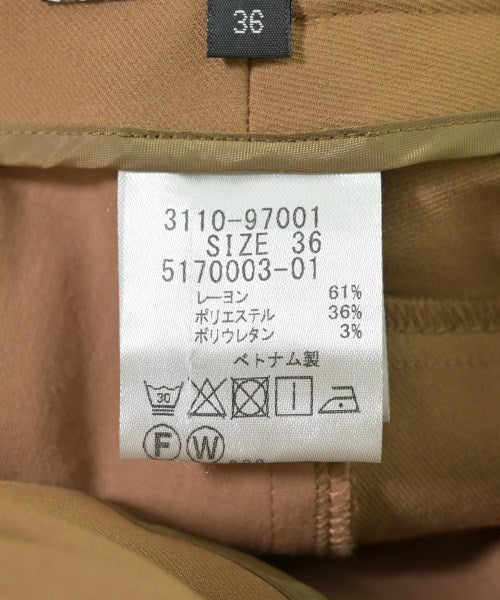 36
3110-97001
SIZE 36
5170003-01
レーヨン 61%
ポリエステル 36%
ポリウレタン 3%
ベトナム製
30
F W